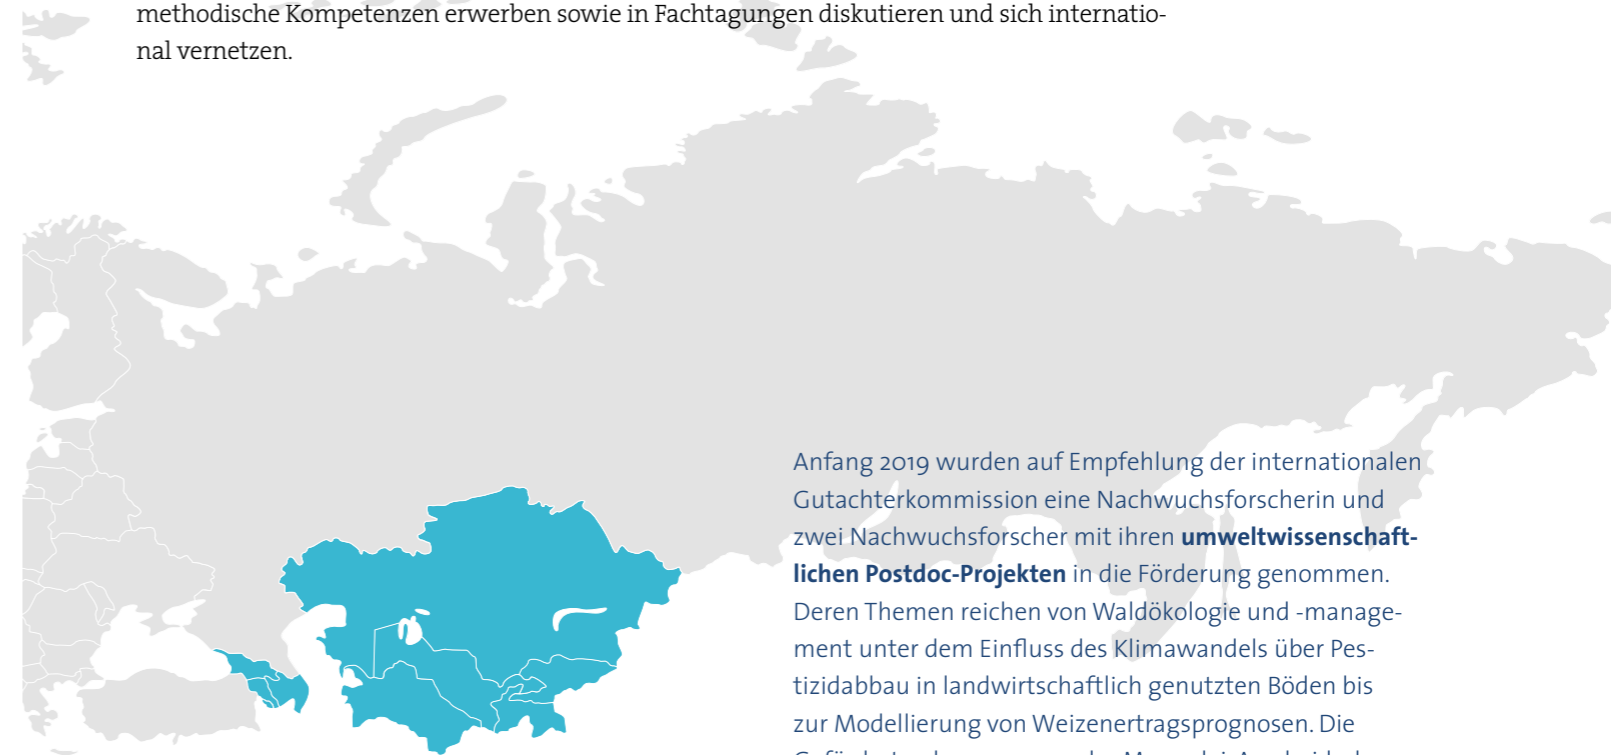 methodische Kompetenzen erwerben sowie in Fachtagungen diskutieren und sich internatio-
nal vernetzen.
Anfang 2019 wurden auf Empfehlung der internationalen
Gutachterkommission eine Nachwuchsforscherin und
zwei Nachwuchsforscher mit ihren umweltwissenschaft-
lichen Postdoc-Projekten in die Förderung genommen.
Deren Themen reichen von Waldökologie und -manage-
ment unter dem Einfluss des Klimawandels über Pes-
tizidabbau in landwirtschaftlich genutzten Böden bis
zur Modellierung von Weizenertragsprognosen. Die